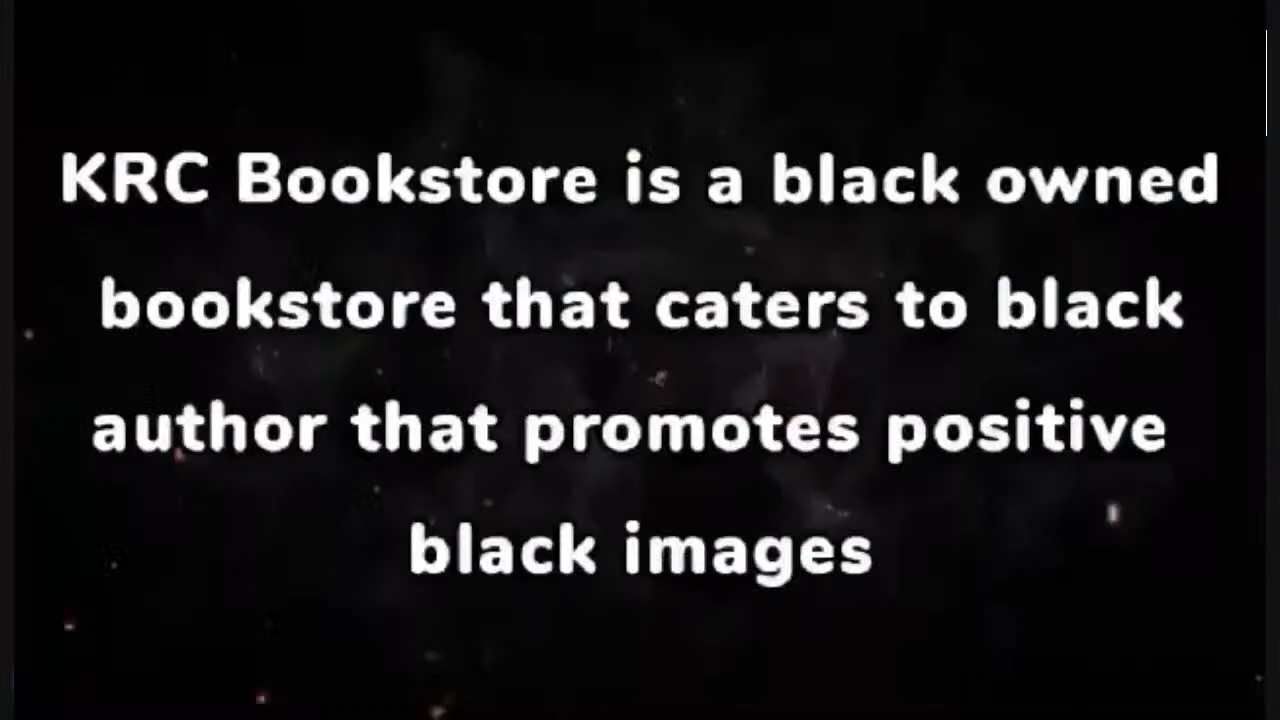 KRC Bookstore is a black owned
bookstore that caters to black
author that promotes positive
black images